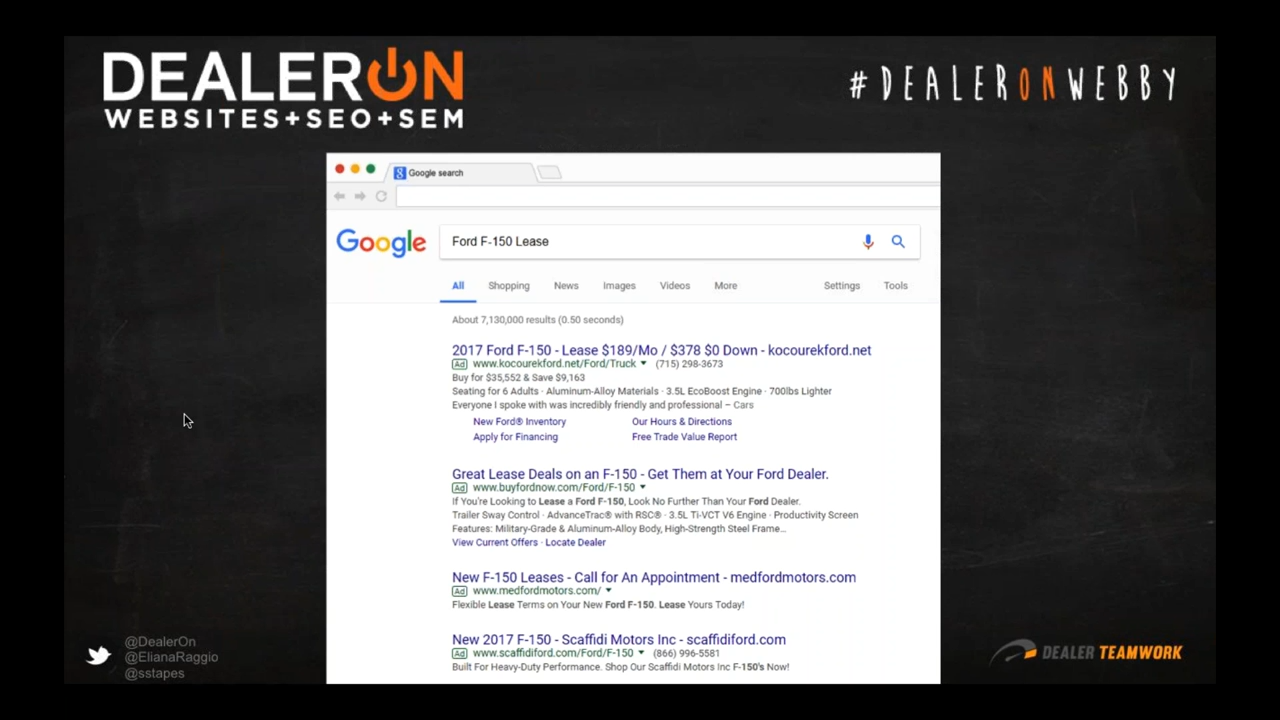 DEALERON
WEBSITES+SEO+SEM
#DEALERONWEBBY
Google search
Google
Ford F-150 Lease
All Shopping News Images Videos More Settings Tools
About 7,130,000 results (0.50 seconds)
2017 Ford F-150 - Lease $189/Mo / $378 $0 Down - kocourekford.net
Ad www.kocourekford.net/Ford/Truck (715) 298-3673
Buy for $35,552 & Save $9,163
Seating for 6 Adults · Aluminum-Alloy Materials · 3.5L EcoBoost Engine · 700lbs Lighter
Everyone I spoke with was incredibly friendly and professional – Cars
New Ford® Inventory Our Hours & Directions
Apply for Financing Free Trade Value Report
Great Lease Deals on an F-150 - Get Them at Your Ford Dealer.
Ad www.buyfordnow.com/Ford/F-150
If You're Looking to Lease a Ford F-150, Look No Further Than Your Ford Dealer.
Trailer Sway Control · AdvanceTrac® with RSC® · 3.5L Ti-VCT V6 Engine · Productivity Screen
Features: Military-Grade & Aluminum-Alloy Body, High-Strength Steel Frame...
View Current Offers · Locate Dealer
New F-150 Leases - Call for An Appointment - medfordmotors.com
Ad www.medfordmotors.com/
Flexible Lease Terms on Your New Ford F-150. Lease Yours Today!
New 2017 F-150 - Scaffidi Motors Inc - scaffidiford.com
Ad www.scaffidiford.com/Ford/F-150 (866) 996-5581
Built For Heavy-Duty Performance. Shop Our Scaffidi Motors Inc F-150's Now!
@DealerOn
@ElianaRaggio
@sstapes
DEALER TEAMWORK